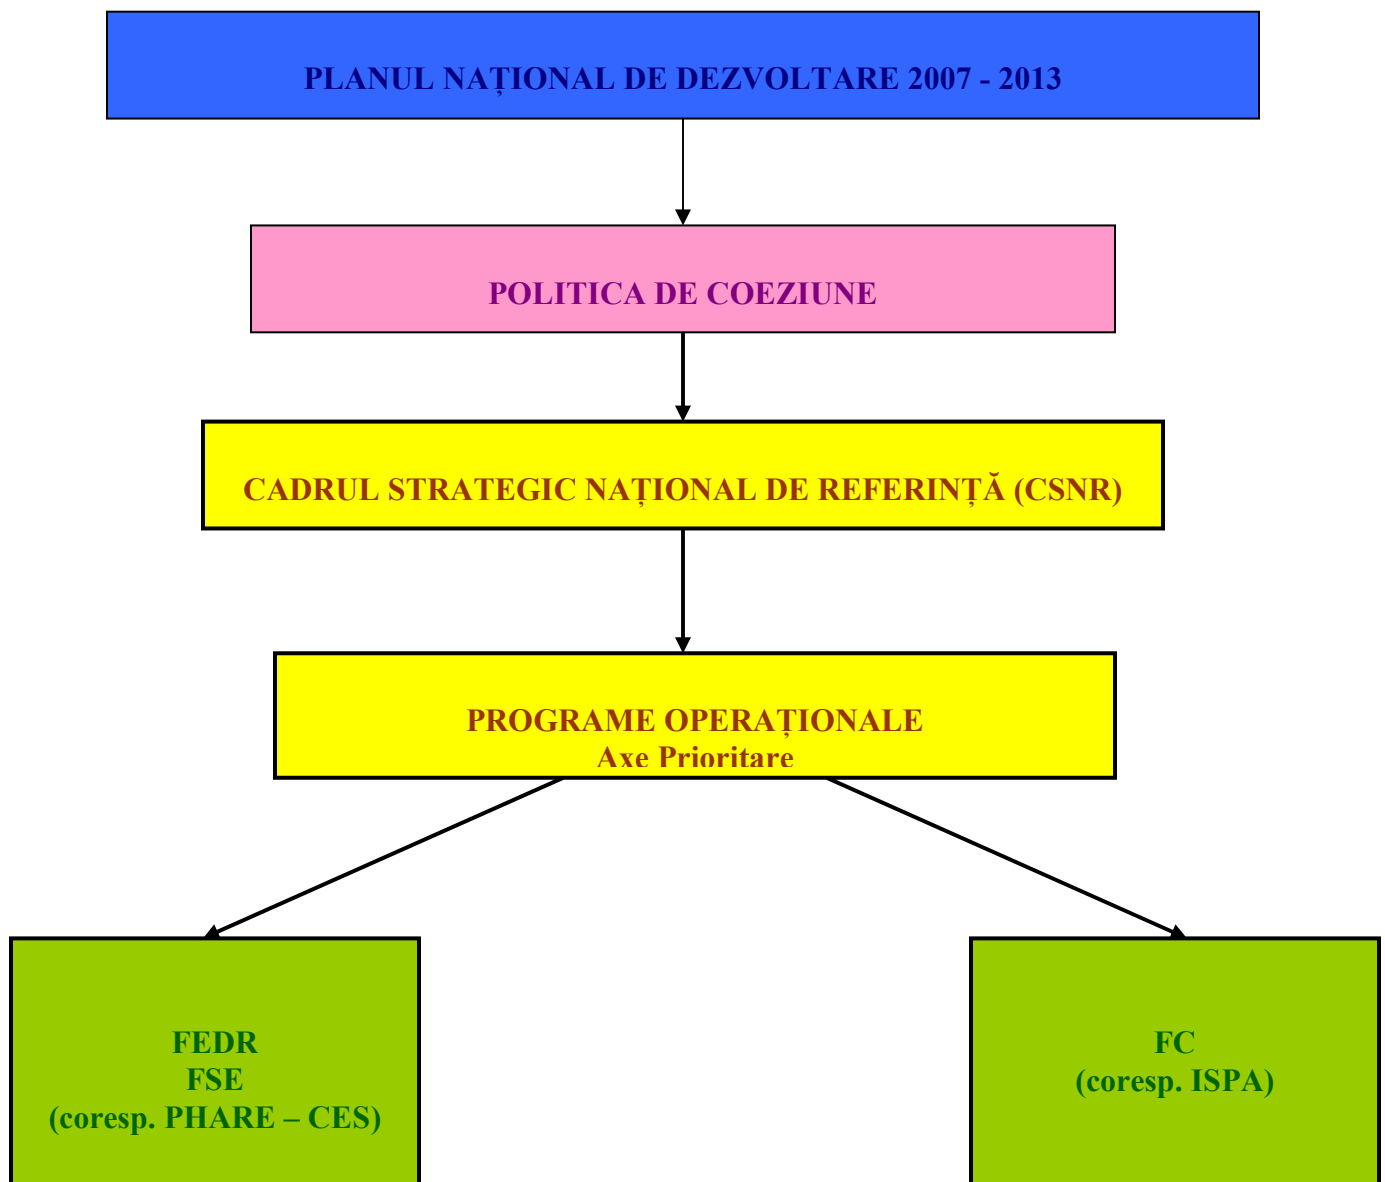 PLANUL NAȚIONAL DE DEZVOLTARE 2007 - 2013
POLITICA DE COEZIUNE
CADRUL STRATEGIC NAȚIONAL DE REFERINȚĂ (CSNR)
PROGRAME OPERAȚIONALE
Axe Prioritare
FEDR
FSE
(coresp. PHARE – CES)
FC
(coresp. ISPA)